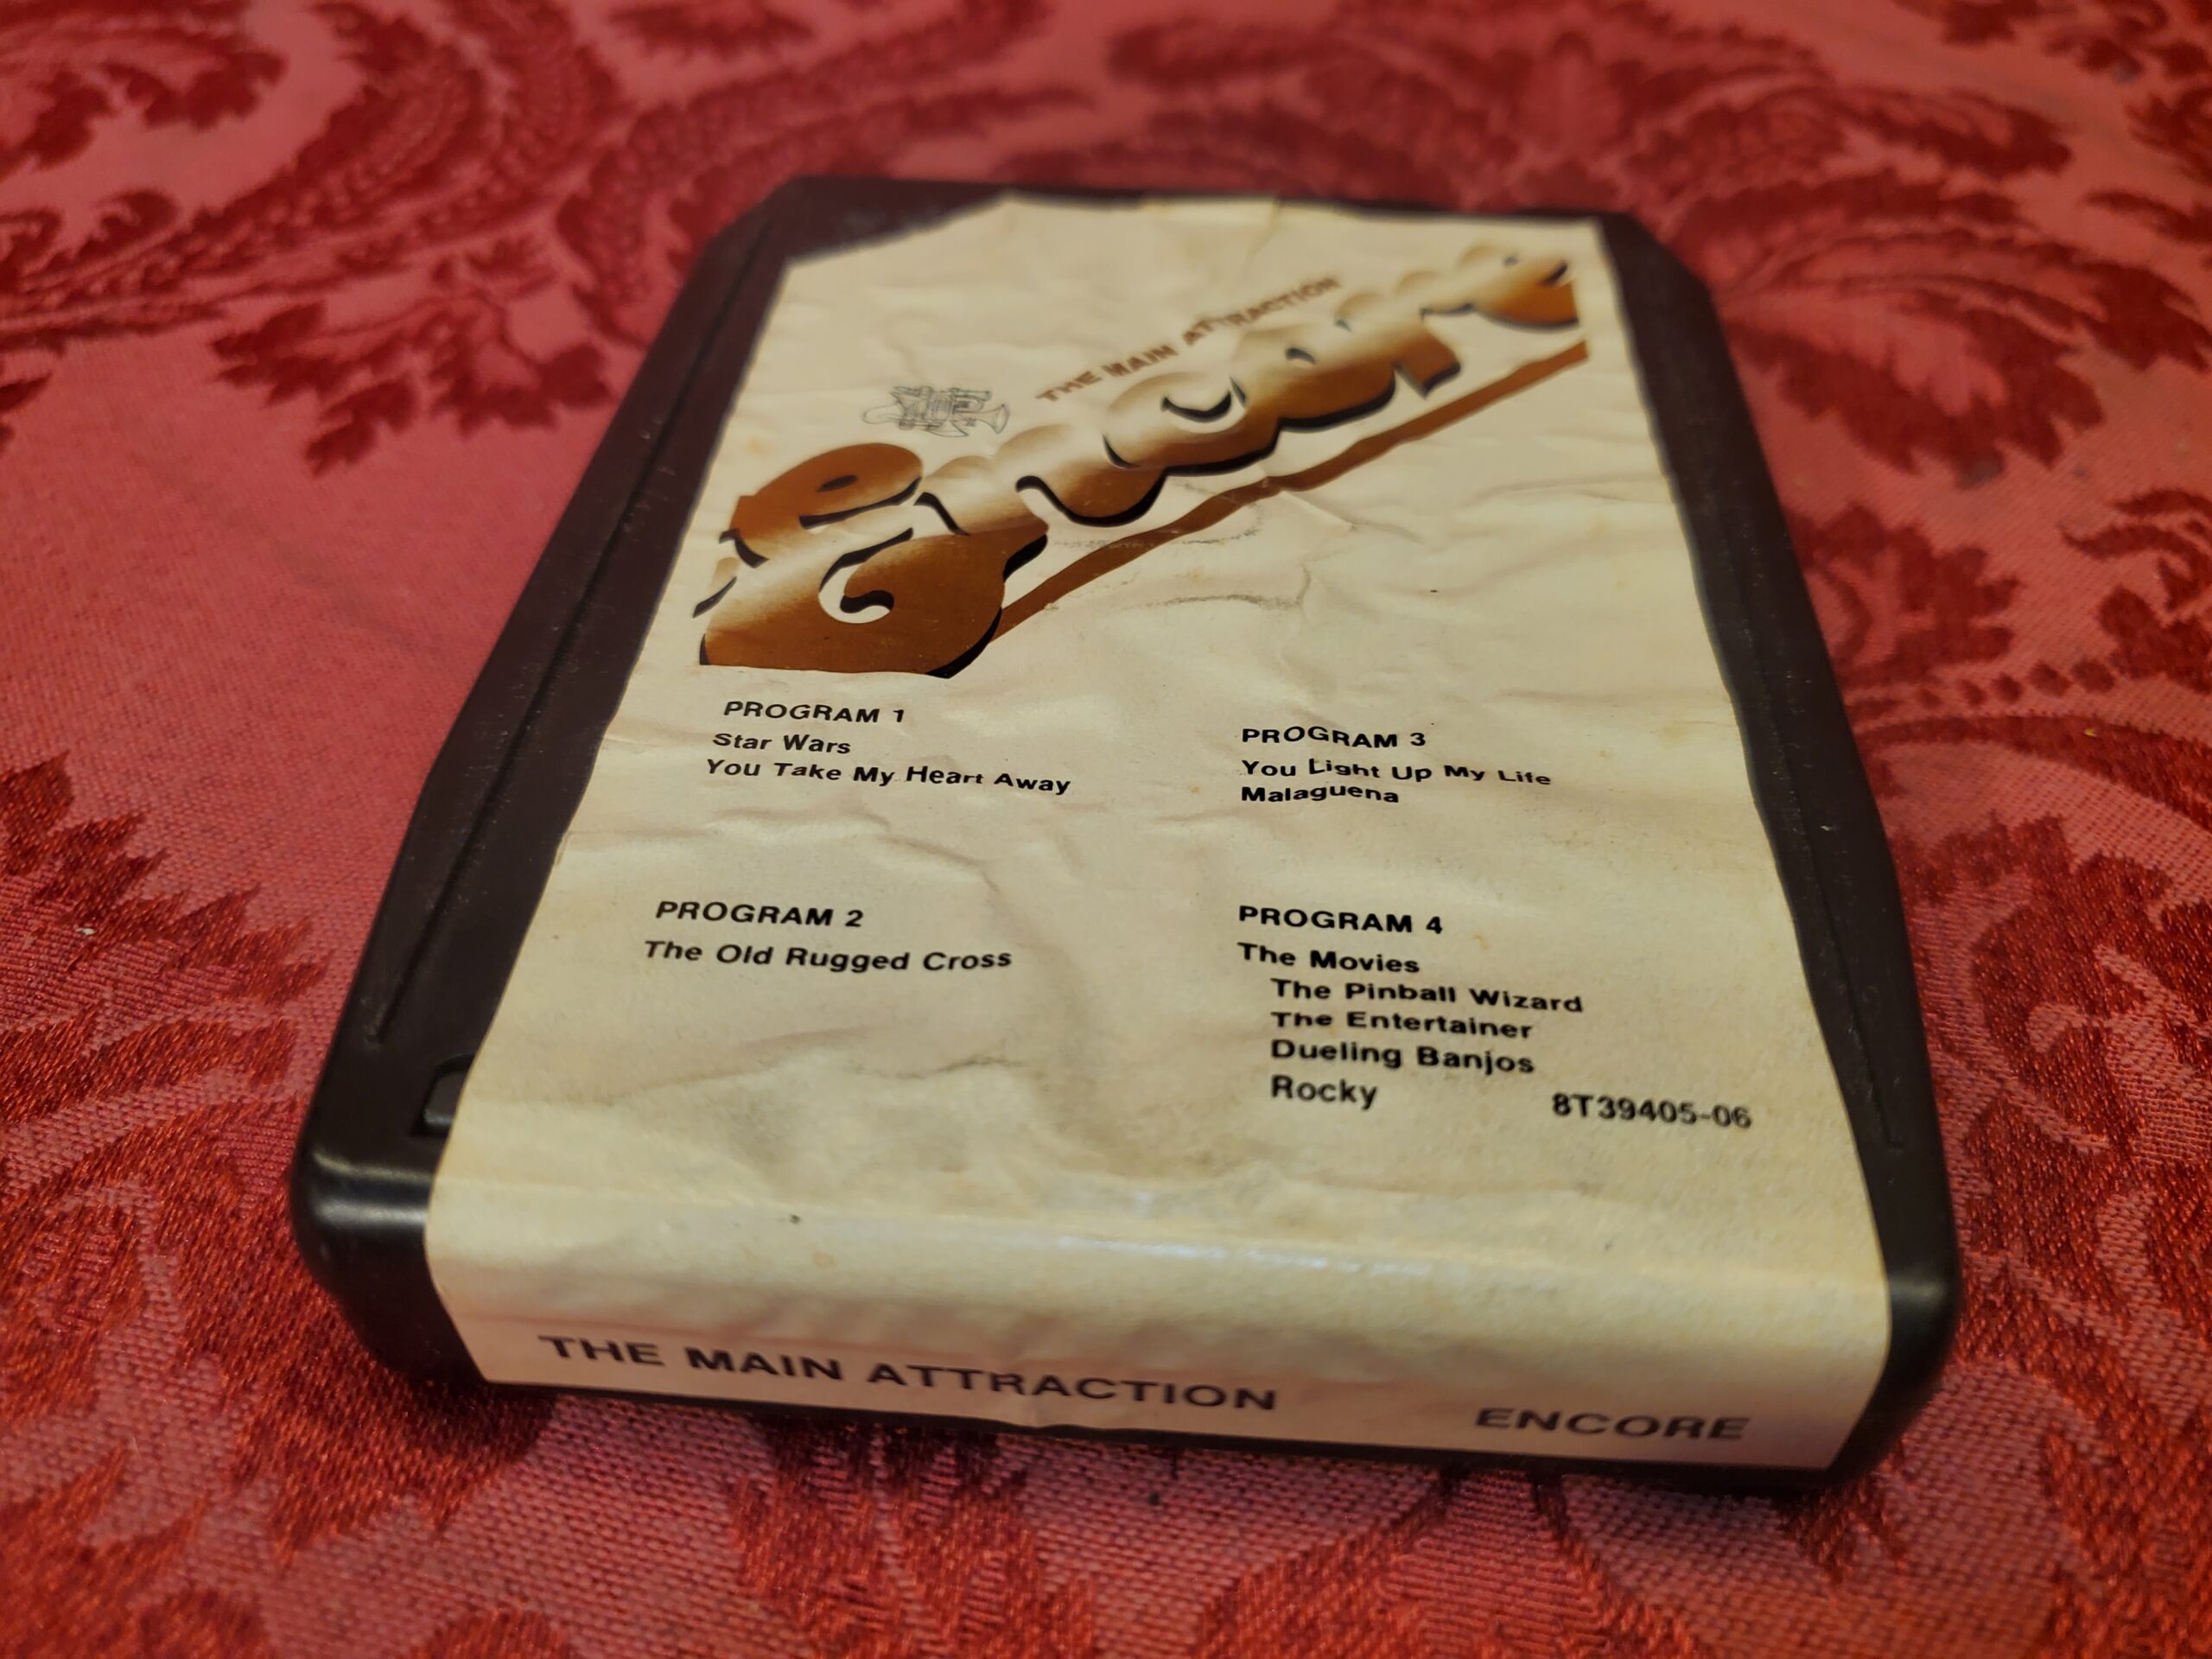 THE MAIN ATTRACTION
encore
PROGRAM 1
Star Wars
You Take My Heart Away
PROGRAM 2
The Old Rugged Cross
PROGRAM 3
You Light Up My Life
Malaguena
PROGRAM 4
The Movies
The Pinball Wizard
The Entertainer
Dueling Banjos
Rocky
8T39405-06
THE MAIN ATTRACTION ENCORE